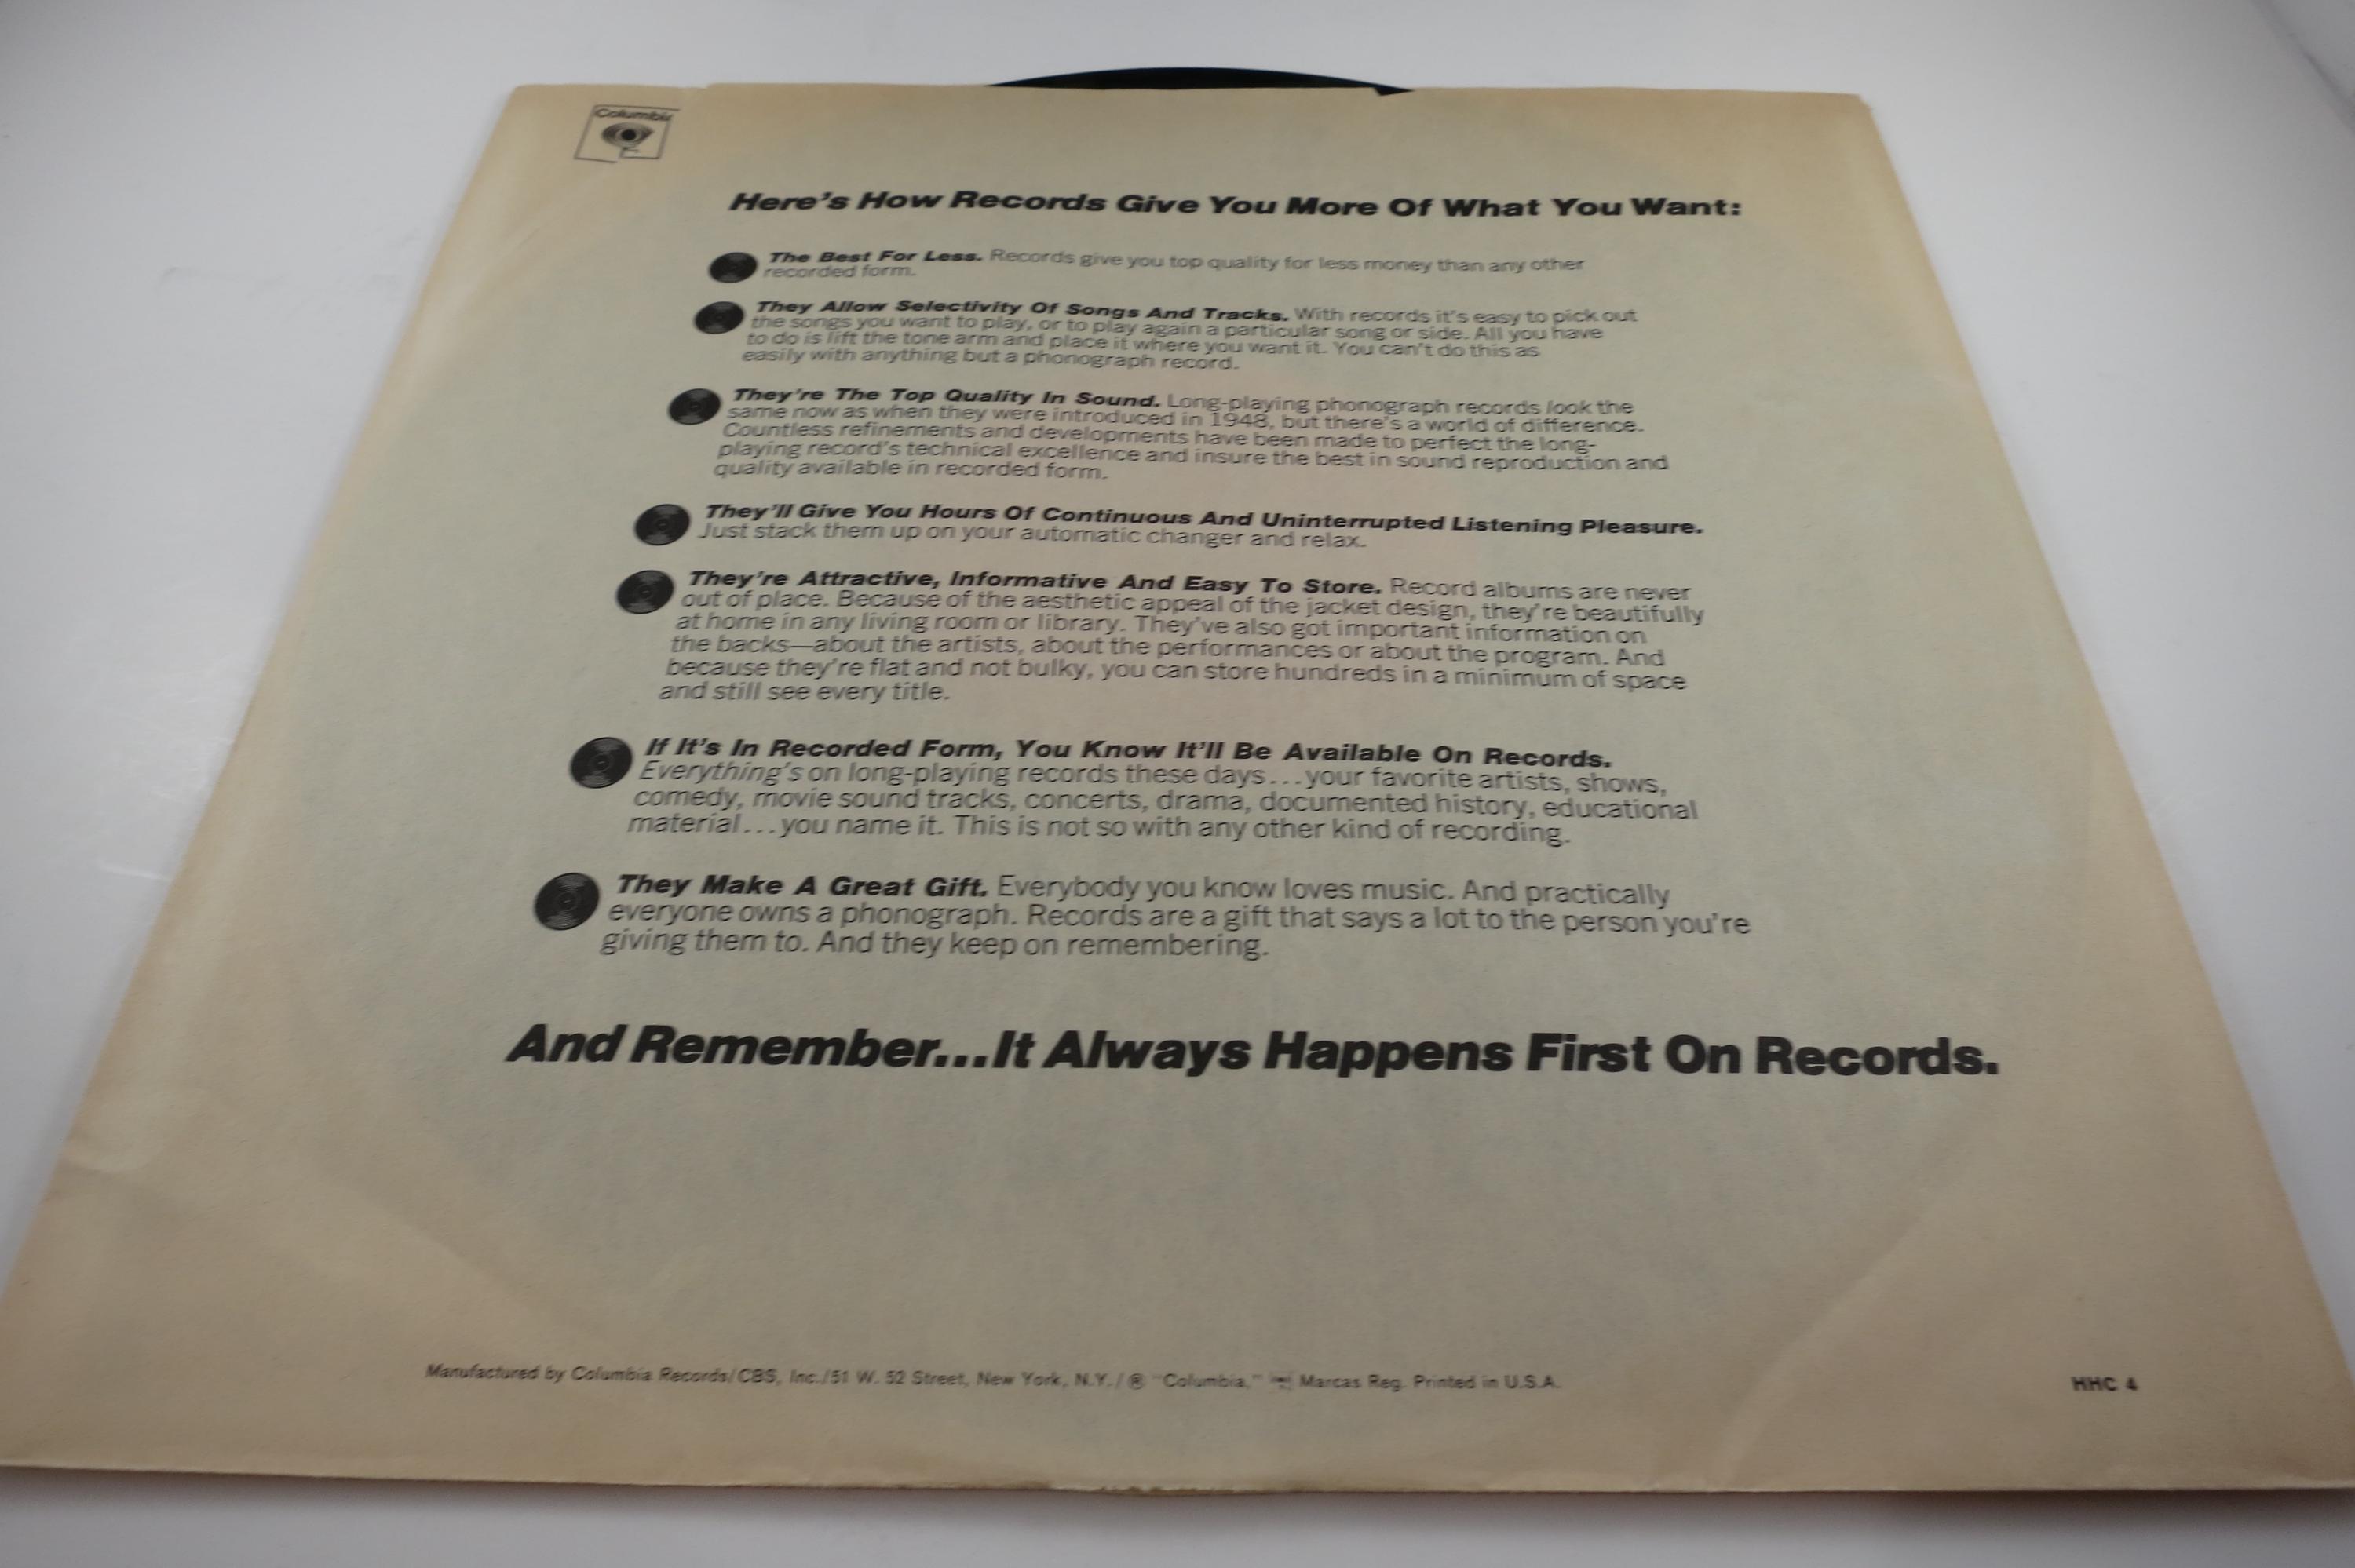 Columbia
Here's How Records Give You More Of What You Want:
The Best For Less. Records give you top quality for less money than any other
recorded form.
They Allow Selectivity Of Songs And Tracks. With records it's easy to pick out
the songs you want to play, or to play again a particular song or side. All you have
to do is lift the tone arm and place it where you want it. You can't do this as
easily with anything but a phonograph record.
They're The Top Quality In Sound. Long-playing phonograph records look the
same now as when they were introduced in 1948, but there's a world of difference.
Countless refinements and developments have been made to perfect the long-
playing record's technical excellence and insure the best in sound reproduction and
quality available in recorded form.
They'll Give You Hours Of Continuous And Uninterrupted Listening Pleasure.
Just stack them up on your automatic changer and relax.
They're Attractive, Informative And Easy To Store. Record albums are never
out of place. Because of the aesthetic appeal of the jacket design, they're beautifully
at home in any living room or library. They've also got important information on
the backs—about the artists, about the performances or about the program. And
because they're flat and not bulky, you can store hundreds in a minimum of space
and still see every title.
If It's In Recorded Form, You Know It'll Be Available On Records.
Everything's on long-playing records these days...your favorite artists, shows,
comedy, movie sound tracks, concerts, drama, documented history, educational
material...you name it. This is not so with any other kind of recording.
They Make A Great Gift. Everybody you know loves music. And practically
everyone owns a phonograph. Records are a gift that says a lot to the person you're
giving them to. And they keep on remembering.
And Remember...It Always Happens First On Records.
Manufactured by Columbia Records/CBS, Inc./51 W. 52 Street, New York, N.Y./® "Columbia," Marcas Reg. Printed in U.S.A.
HHC 4